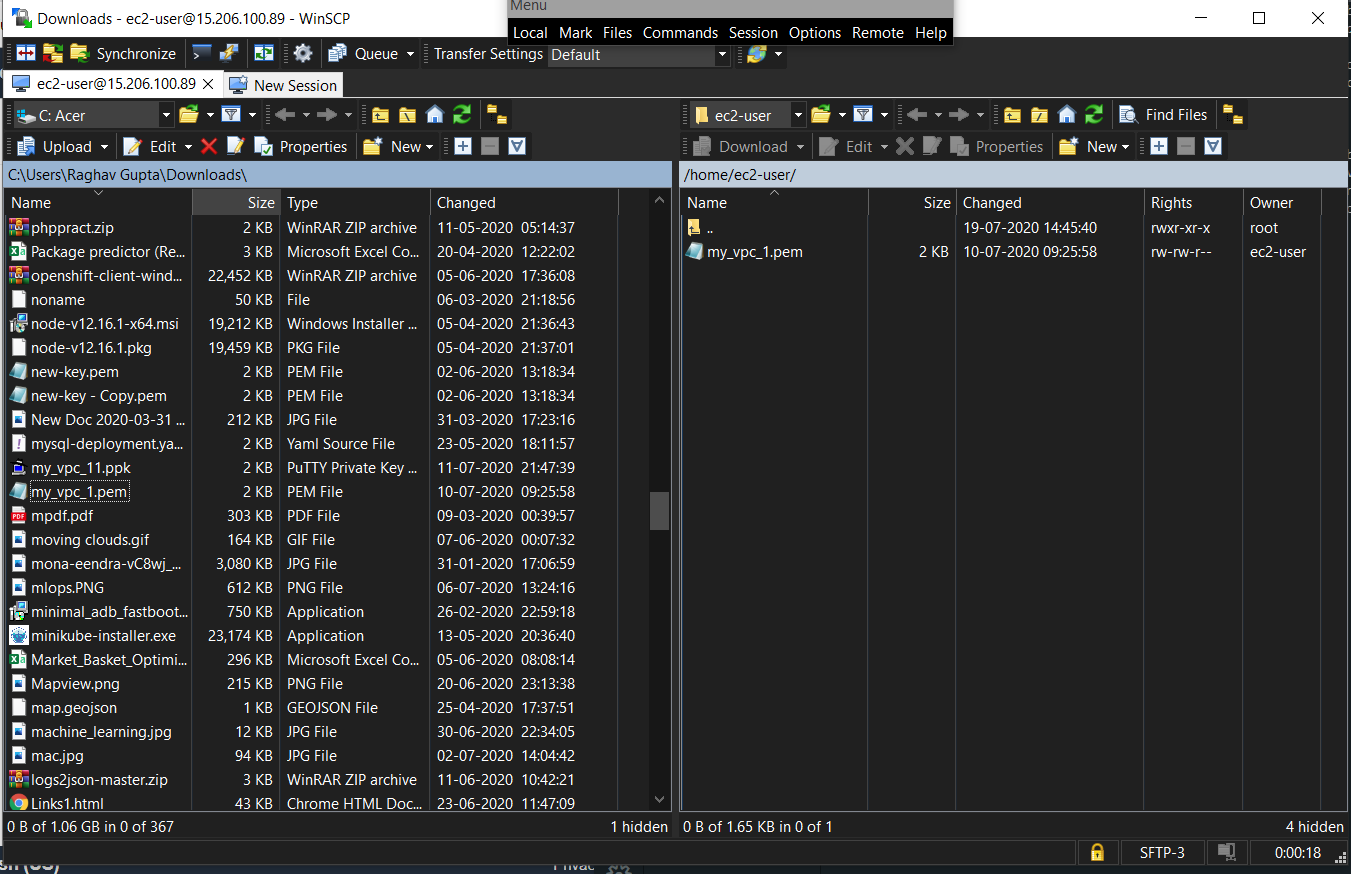 Downloads - ec2-user@15.206.100.89 - WinSCP
Menu
Local Mark Files Commands Session Options Remote Help
Synchronize Queue Transfer Settings Default
ec2-user@15.206.100.89 New Session
C: Acer
ec2-user Find Files
Upload Edit Properties New
Download Edit Properties New
C:\Users\Raghav Gupta\Downloads\
Name Size Type Changed
phppract.zip 2 KB WinRAR ZIP archive 11-05-2020 05:14:37
Package predictor (Re... 3 KB Microsoft Excel Co... 20-04-2020 12:22:02
openshift-client-wind... 22,452 KB WinRAR ZIP archive 05-06-2020 17:36:08
noname 50 KB File 06-03-2020 21:18:56
node-v12.16.1-x64.msi 19,212 KB Windows Installer ... 05-04-2020 21:36:43
node-v12.16.1.pkg 19,459 KB PKG File 05-04-2020 21:37:01
new-key.pem 2 KB PEM File 02-06-2020 13:18:34
new-key - Copy.pem 2 KB PEM File 02-06-2020 13:18:34
New Doc 2020-03-31 ... 212 KB JPG File 31-03-2020 17:23:16
mysql-deployment.ya... 2 KB Yaml Source File 23-05-2020 18:11:57
my_vpc_11.ppk 2 KB PuTTY Private Key ... 11-07-2020 21:47:39
my_vpc_1.pem 2 KB PEM File 10-07-2020 09:25:58
mpdf.pdf 303 KB PDF File 09-03-2020 00:39:57
moving clouds.gif 164 KB GIF File 07-06-2020 00:07:32
mona-eendra-vC8wj_... 3,080 KB JPG File 31-01-2020 17:06:59
mlops.PNG 612 KB PNG File 06-07-2020 13:24:16
minimal_adb_fastboot... 750 KB Application 26-02-2020 22:59:18
minikube-installer.exe 23,174 KB Application 13-05-2020 20:36:40
Market_Basket_Optimi... 296 KB Microsoft Excel Co... 05-06-2020 08:08:14
Mapview.png 215 KB PNG File 20-06-2020 23:13:38
map.geojson 1 KB GEOJSON File 25-04-2020 17:37:51
machine_learning.jpg 12 KB JPG File 30-06-2020 22:34:05
mac.jpg 94 KB JPG File 02-07-2020 14:04:42
logs2json-master.zip 3 KB WinRAR ZIP archive 11-06-2020 10:42:21
Links1.html 43 KB Chrome HTML Doc... 23-06-2020 11:47:09
0 B of 1.06 GB in 0 of 367 1 hidden
/home/ec2-user/
Name Size Changed Rights Owner
.. 19-07-2020 14:45:40 rwxr-xr-x root
my_vpc_1.pem 2 KB 10-07-2020 09:25:58 rw-rw-r-- ec2-user
0 B of 1.65 KB in 0 of 1 4 hidden
SFTP-3 0:00:18